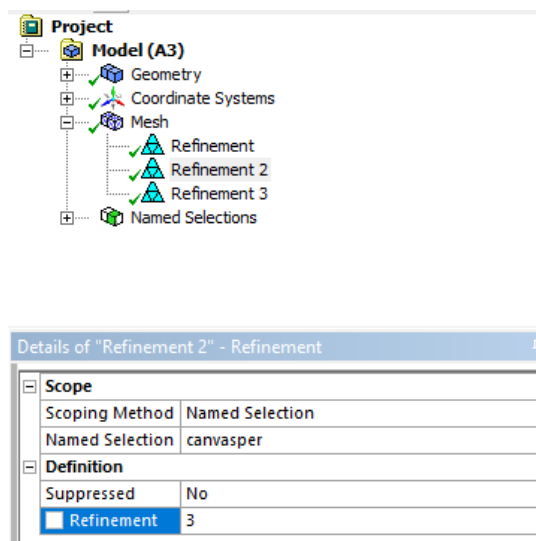 Project
Model (A3)
Geometry
Coordinate Systems
Mesh
Refinement
Refinement 2
Refinement 3
Named Selections
Details of "Refinement 2" - Refinement
Scope
Scoping Method Named Selection
Named Selection canvasper
Definition
Suppressed No
Refinement 3